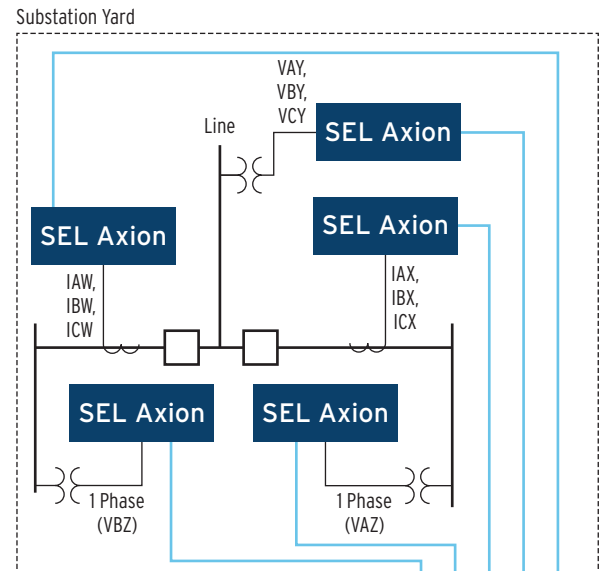 Substation Yard
VAY,
VBY,
VCY
Line
SEL Axion
SEL Axion
SEL Axion
IAW,
IBW,
ICW
IAX,
IBX,
ICX
SEL Axion
SEL Axion
1 Phase
(VBZ)
1 Phase
(VAZ)